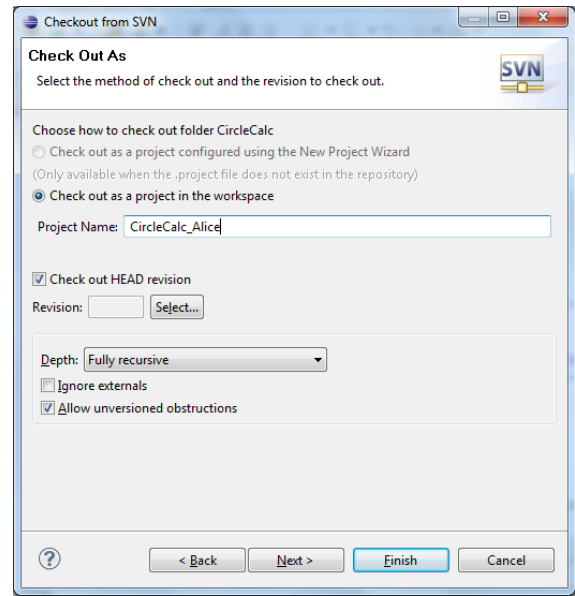 Checkout from SVN
Check Out As
Select the method of check out and the revision to check out.
SVN
Choose how to check out folder CircleCalc
Check out as a project configured using the New Project Wizard
(Only available when the .project file does not exist in the repository)
Check out as a project in the workspace
Project Name: CircleCalc_Alice
Check out HEAD revision
Revision: Select...
Depth: Fully recursive
Ignore externals
Allow unversioned obstructions
? < Back Next > Finish Cancel